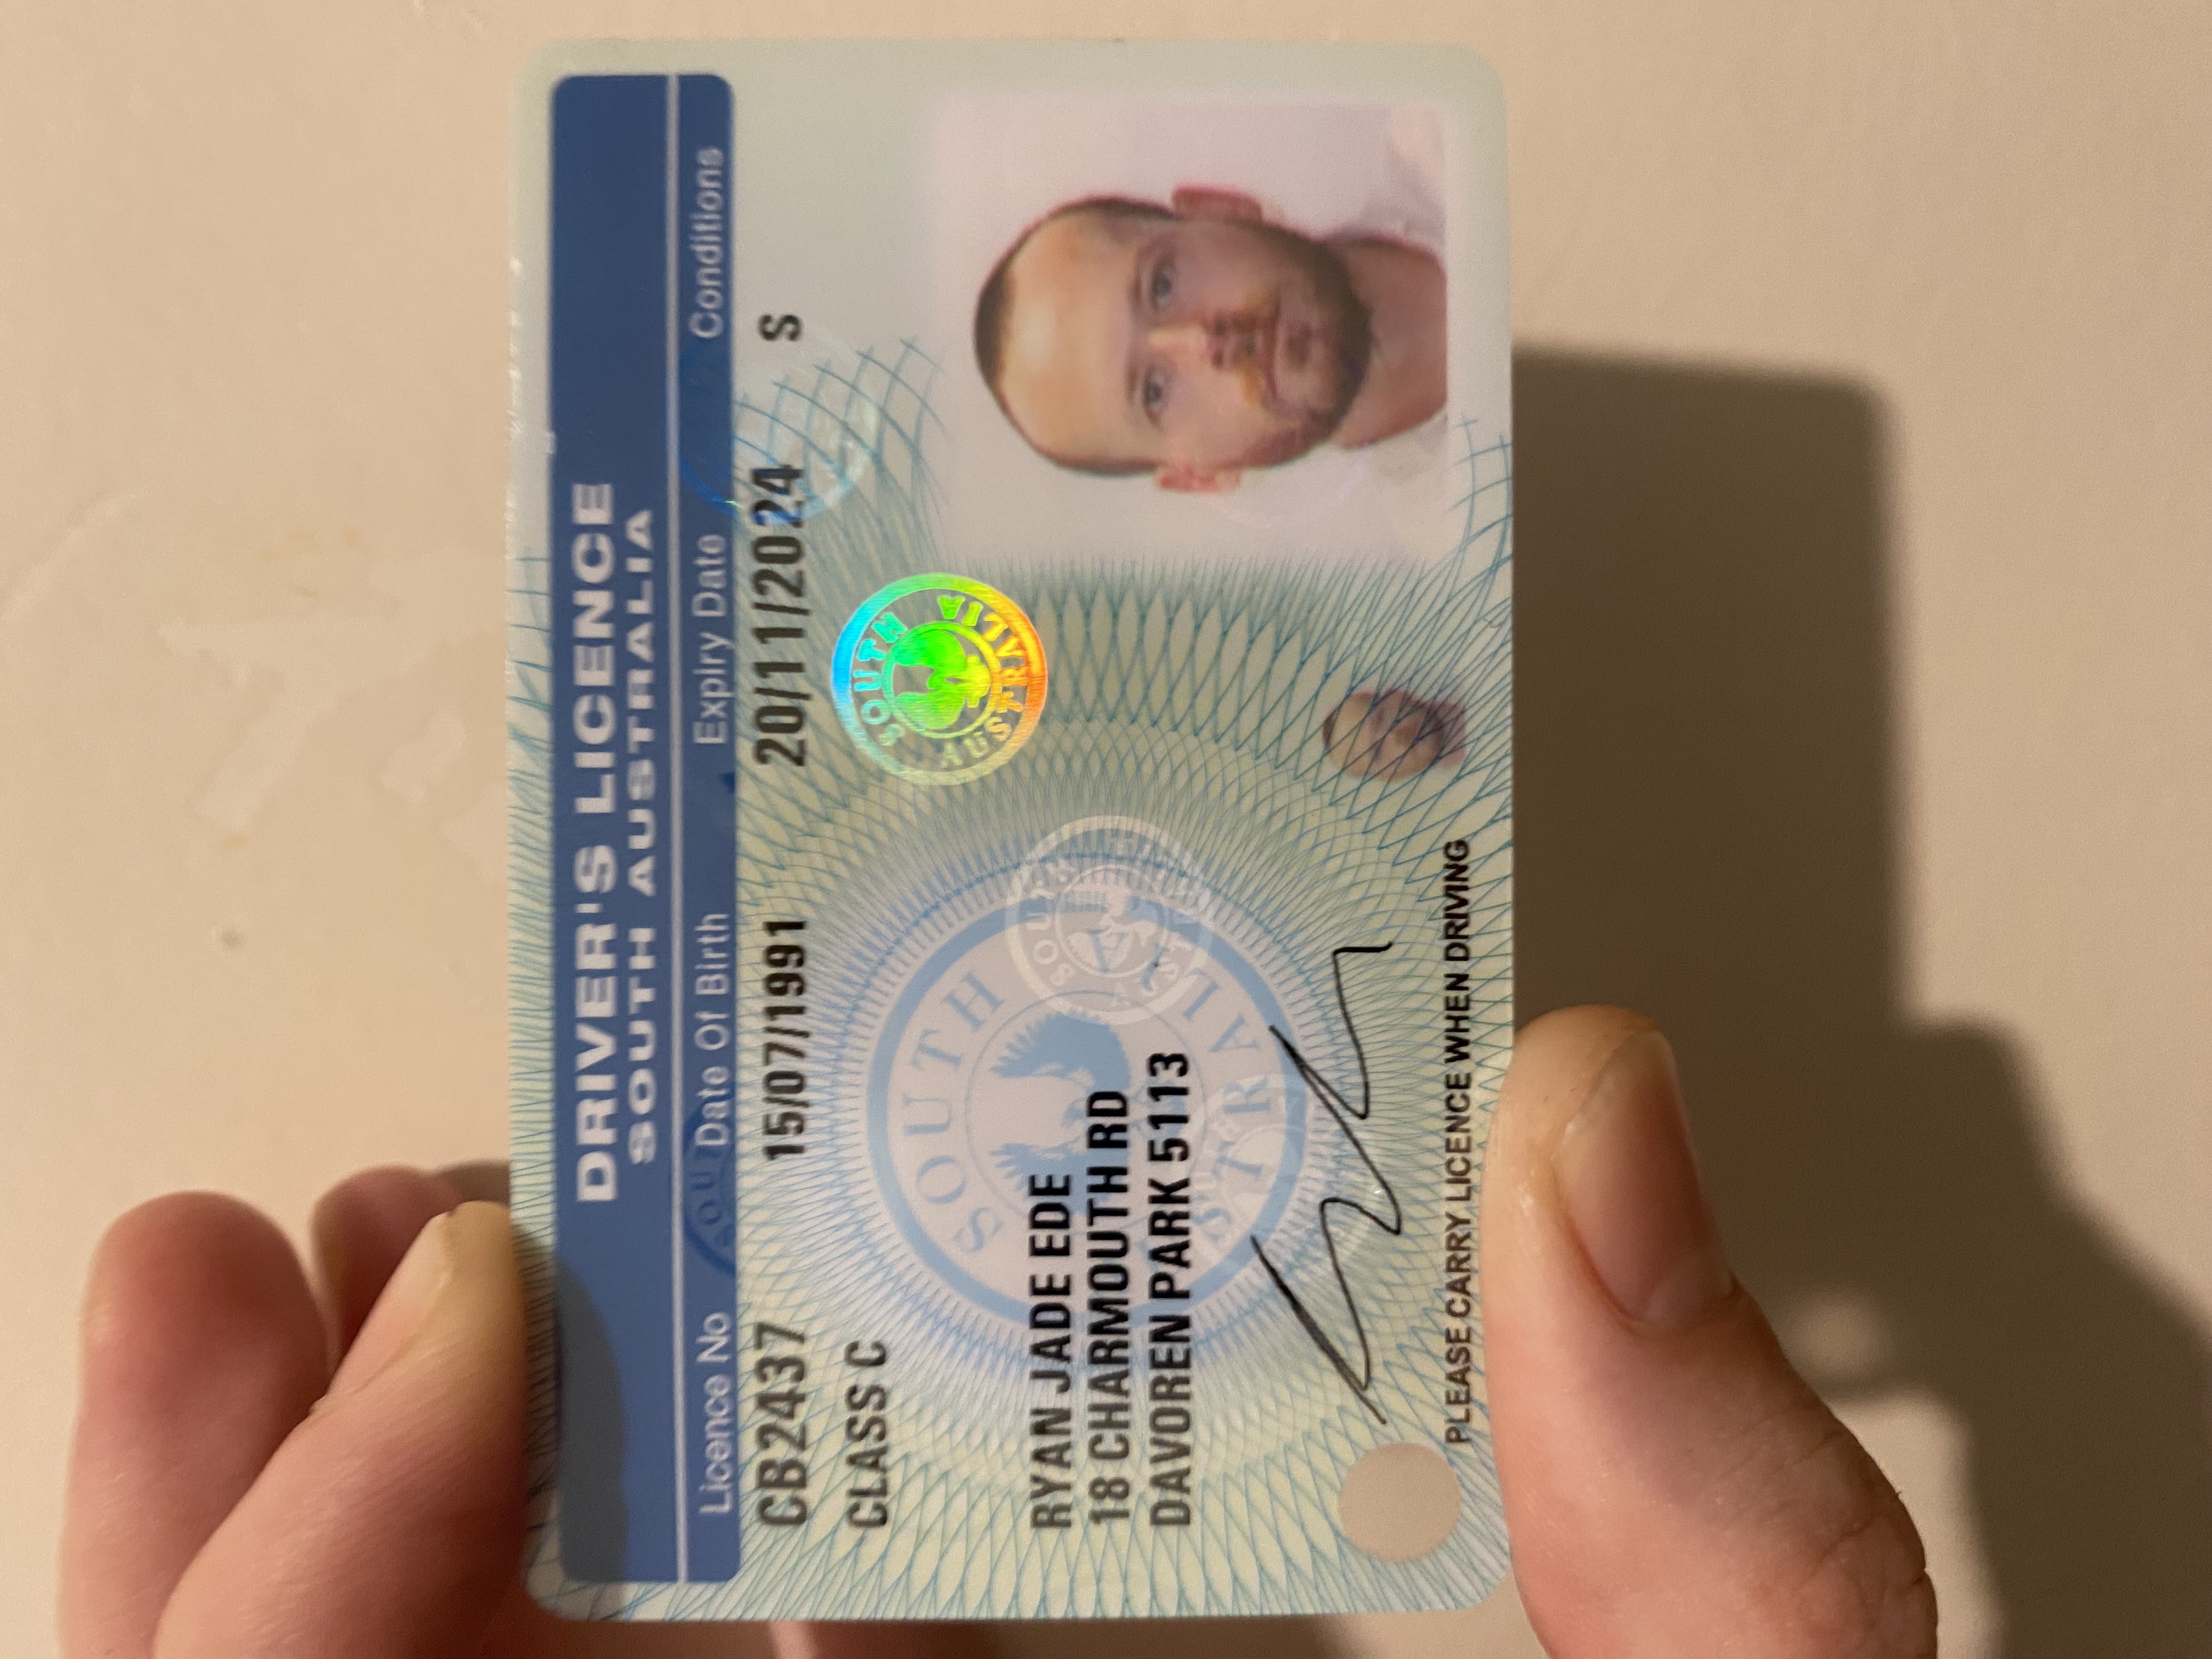 DRIVER'S LICENCE
SOUTH AUSTRALIA
Licence No Date Of Birth Expiry Date Conditions
CB2437 15/07/1991 20/11/2024 S
CLASS C
SOUTH AUSTRALIA
RYAN JADE EDE
18 CHARMOUTH RD
DAVOREN PARK 5113
SOUTH
PLEASE CARRY LICENCE WHEN DRIVING